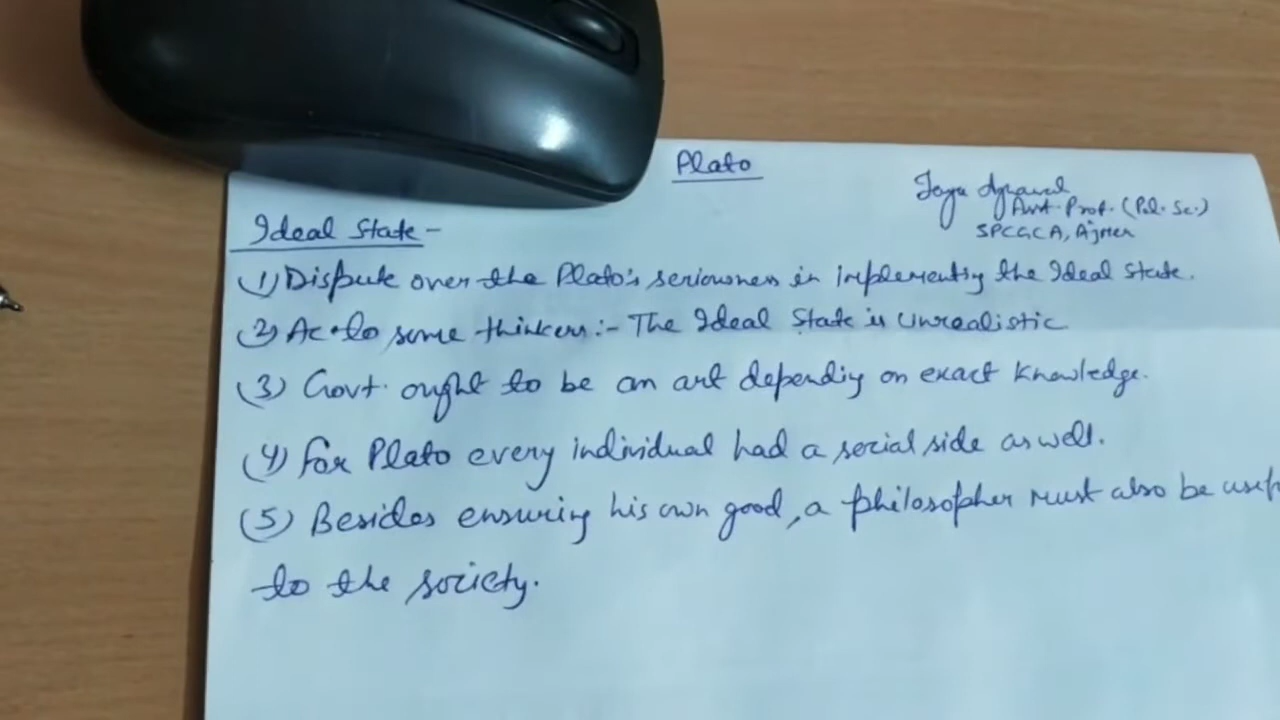 Plato
Jaya Agrawal
Asst. Prof. (Pol. Sc.)
SPCGCA, Ajmer
Ideal State -
(1) Dispute over the Plato's seriousness in implementing the Ideal State.
(2) Ac. to some thinkers:- The Ideal State is Unrealistic
(3) Govt. ought to be an art depending on exact Knowledge.
(4) For Plato every individual had a social side as well.
(5) Besides ensuring his own good, a philosopher must also be
to the society.